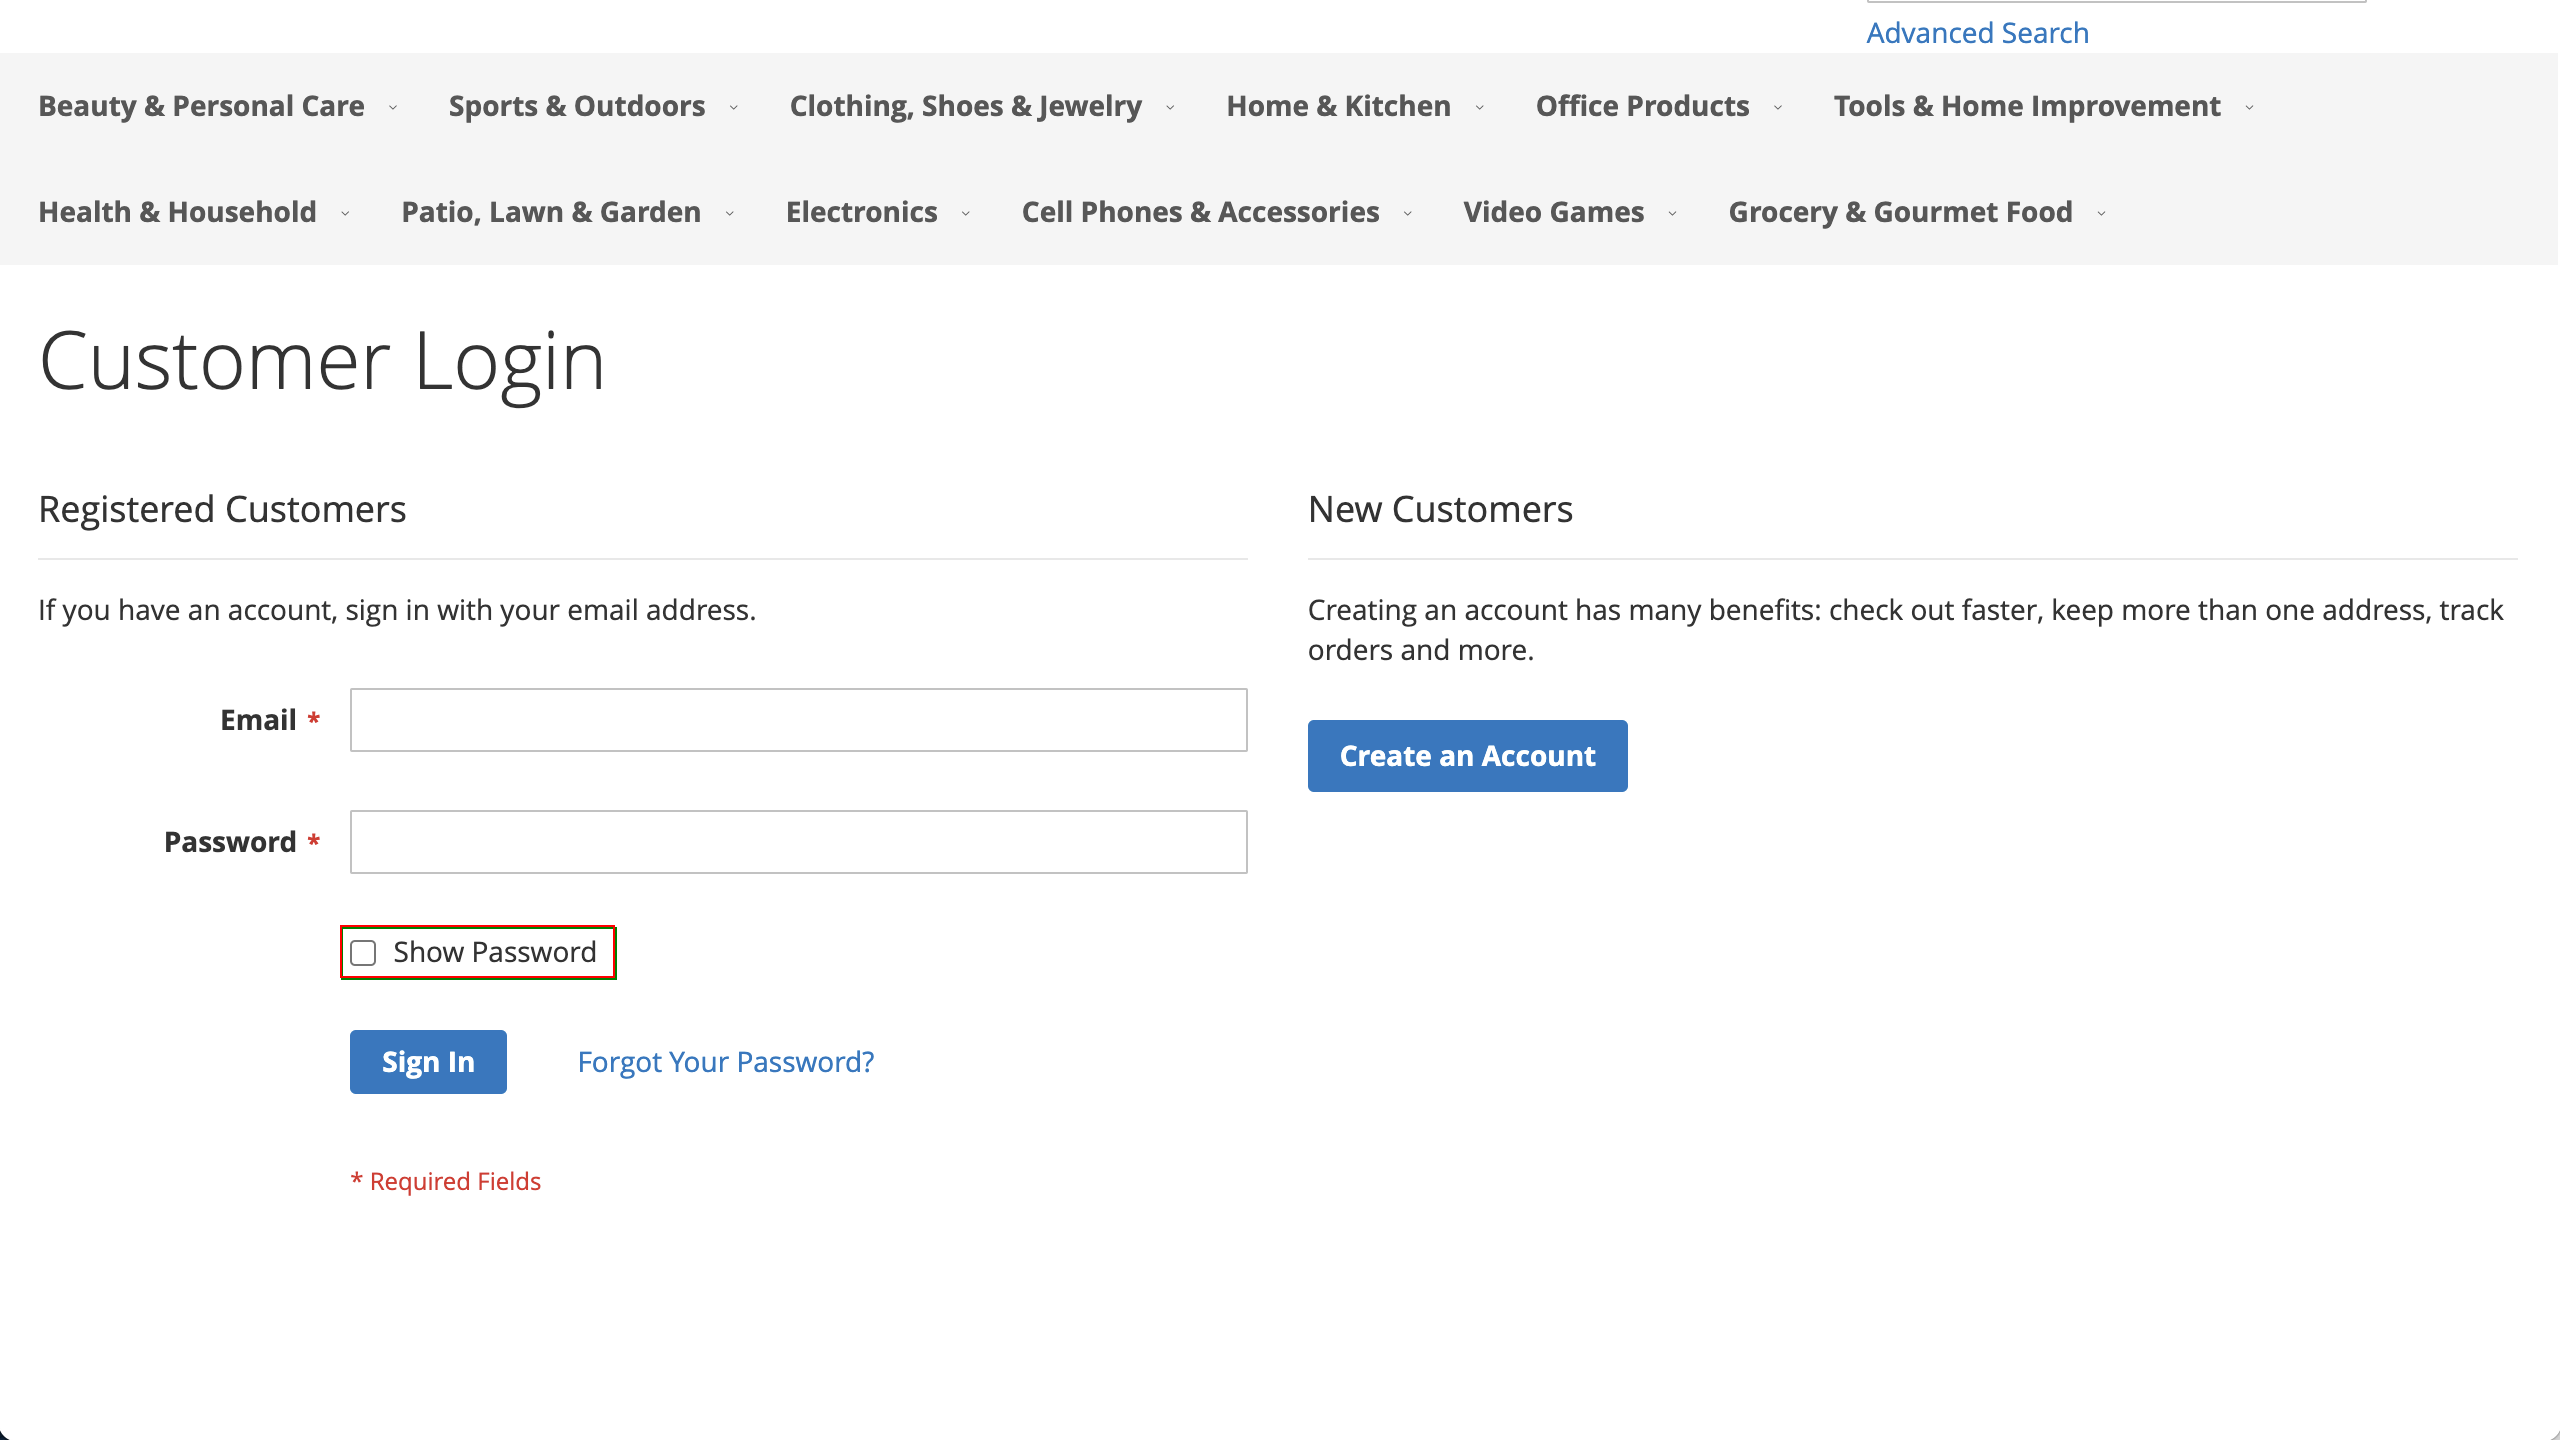 Advanced Search
Beauty & Personal Care Sports & Outdoors Clothing, Shoes & Jewelry Home & Kitchen Office Products Tools & Home Improvement
Health & Household Patio, Lawn & Garden Electronics Cell Phones & Accessories Video Games Grocery & Gourmet Food
Customer Login
Registered Customers
If you have an account, sign in with your email address.
Email *
Password *
Show Password
Sign In Forgot Your Password?
* Required Fields
New Customers
Creating an account has many benefits: check out faster, keep more than one address, track
orders and more.
Create an Account